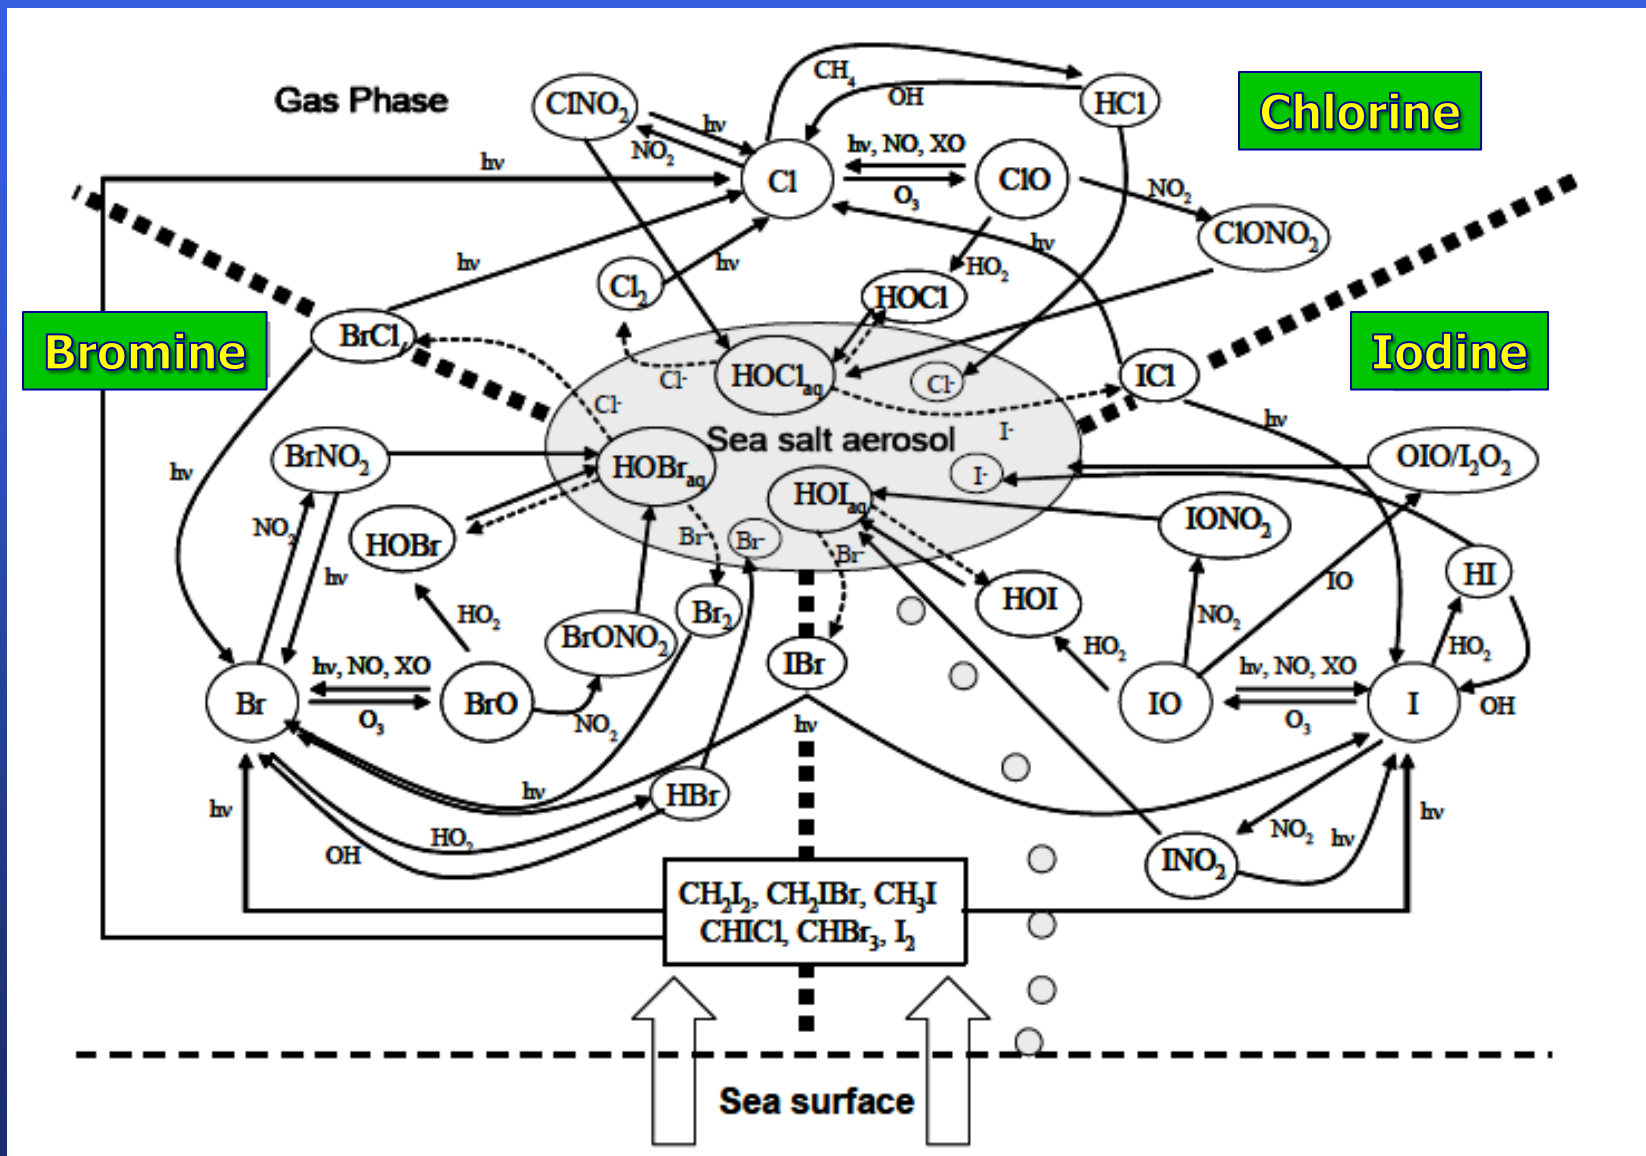 Gas Phase
Chlorine
Bromine
Iodine
ClNO₂
CH₄
OH
HCl
hν
NO₂
hν
Cl
hν, NO, XO
O₃
ClO
NO₂
ClONO₂
hν
hν
hν
HO₂
Cl₂
HOCl
BrCl
Cl⁻
HOClaq
Cl⁻
ICl
Cl⁻
hν
I⁻
Sea salt aerosol
BrNO₂
HOBraq
OIO/I₂O₂
I⁻
HOIaq
hν
NO₂
HOBr
Br⁻
Br⁻
Br⁻
IONO₂
hν
HI
IO
HOI
HO₂
Br₂
NO₂
BrONO₂
HO₂
HO₂
IBr
hν, NO, XO
hν, NO, XO
Br
O₃
BrO
NO₂
hν
IO
O₃
I
OH
hν
HBr
hν
hν
HO₂
OH
NO₂
hν
INO₂
CH₂I₂, CH₂IBr, CH₃I
CHICl, CHBr₃, I₂
Sea surface